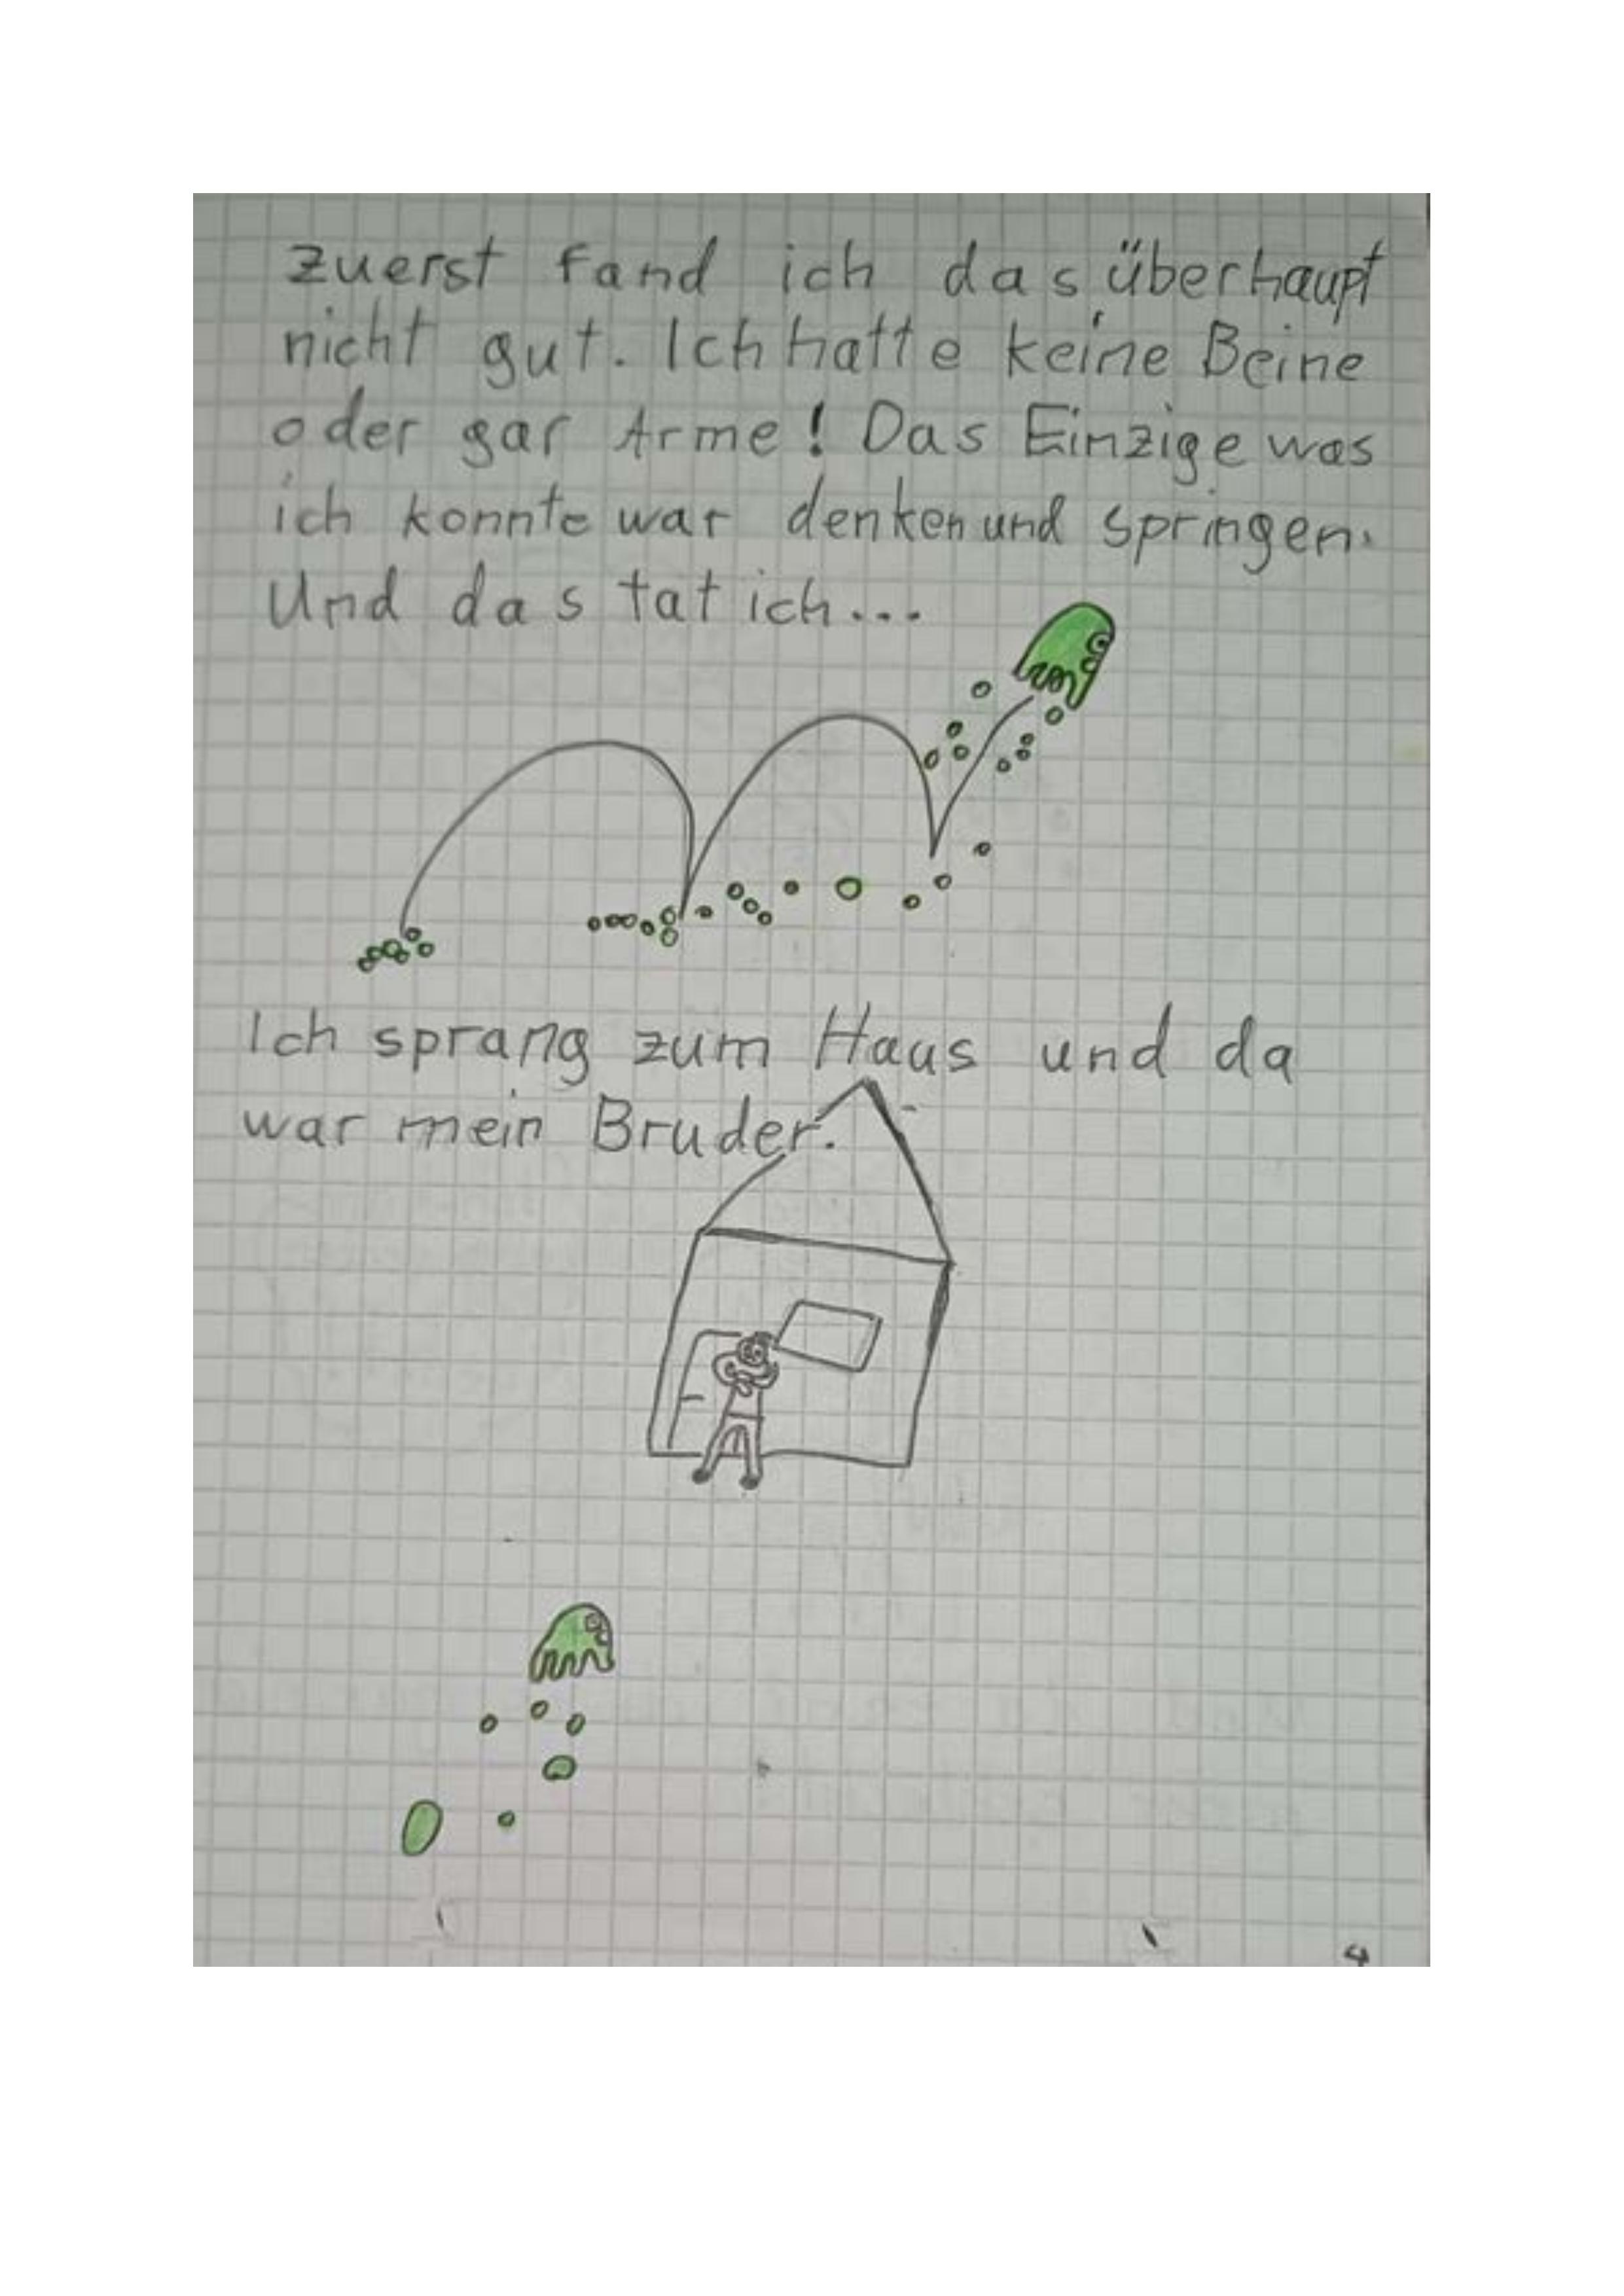 zuerst fand ich das überhaupt
nicht gut. Ich hatte keine Beine
oder gar Arme! Das Einzige was
ich konnte war denken und springen.
Und das tat ich...
Ich sprang zum Haus und da
war mein Bruder.
4